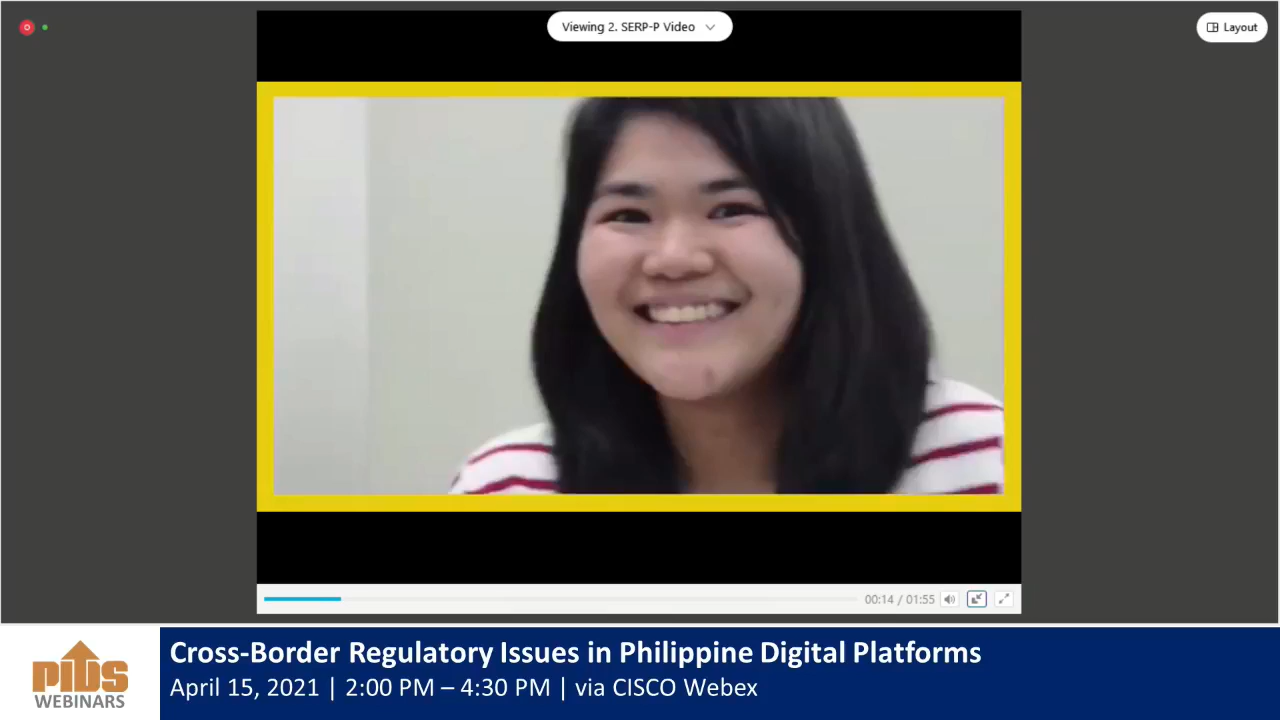 Viewing 2. SERP-P Video
Layout
00:14 / 01:55
PIDS
WEBINARS
Cross-Border Regulatory Issues in Philippine Digital Platforms
April 15, 2021 | 2:00 PM – 4:30 PM | via CISCO Webex